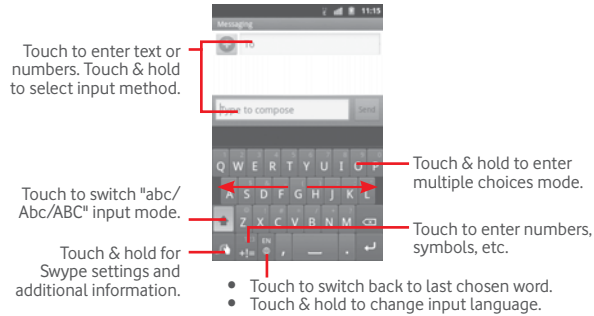 11:15
Messaging
To
Touch to enter text or
numbers. Touch & hold
to select input method.
Type to compose
Send
Q W E R T Y U I O P
Touch & hold to enter
multiple choices mode.
A S D F G H J K L
Touch to switch "abc/
Abc/ABC" input mode.
Z X C V B N M
Touch to enter numbers,
symbols, etc.
Touch & hold for
Swype settings and
additional information.
+!
EN
, .
• Touch to switch back to last chosen word.
• Touch & hold to change input language.